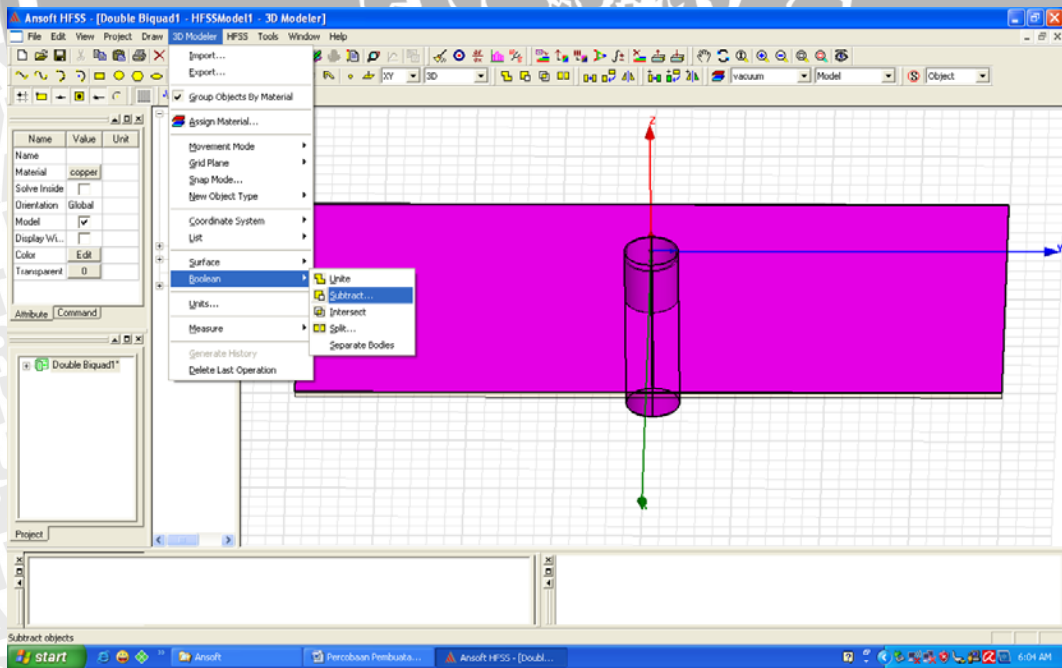 Ansoft HFSS - [Double Biquad1 - HFSSModel1 - 3D Modeler]
File Edit View Project Draw 3D Modeler HFSS Tools Window Help
XY 3D vacuum Model Object
Import...
Export...
Group Objects By Material
Assign Material...
Movement Mode
Grid Plane
Snap Mode...
New Object Type
Coordinate System
List
Surface
Boolean
Units...
Measure
Generate History
Delete Last Operation
Unite
Subtract...
Intersect
Split...
Separate Bodies
Name Value Unit
Name
Material copper
Solve Inside
Orientation Global
Model
Display Wi...
Color Edit
Transparent 0
Attribute Command
Double Biquad1*
Project
z
Subtract objects
start Ansoft Percobaan Pembuata... Ansoft HFSS - [Doubl... 6:04 AM